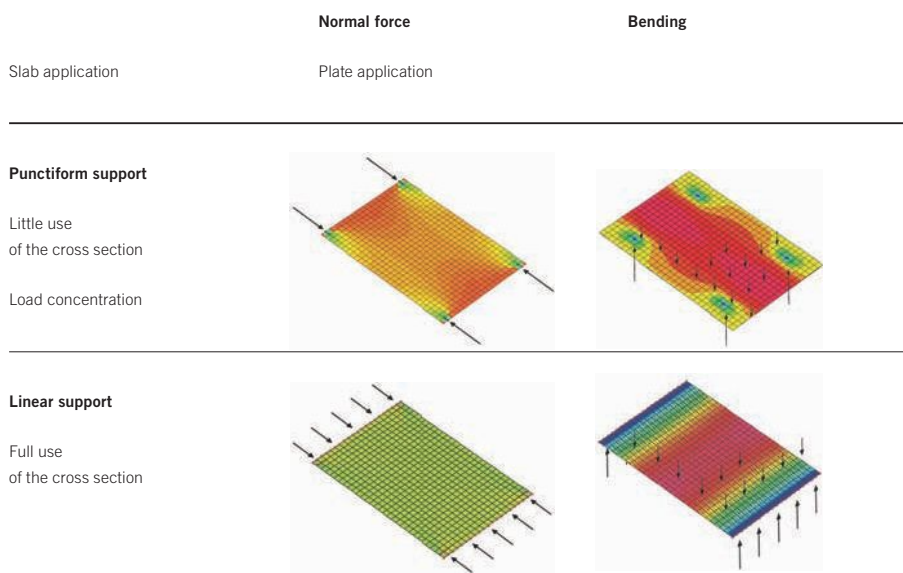 Normal force Bending
Slab application Plate application
Punctiform support
Little use
of the cross section
Load concentration
Linear support
Full use
of the cross section